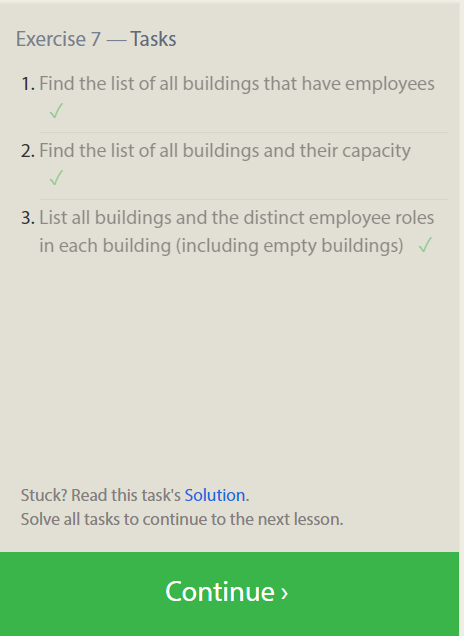 Exercise 7 — Tasks
1. Find the list of all buildings that have employees
✓
2. Find the list of all buildings and their capacity
✓
3. List all buildings and the distinct employee roles
in each building (including empty buildings) ✓
Stuck? Read this task's Solution.
Solve all tasks to continue to the next lesson.
Continue ›